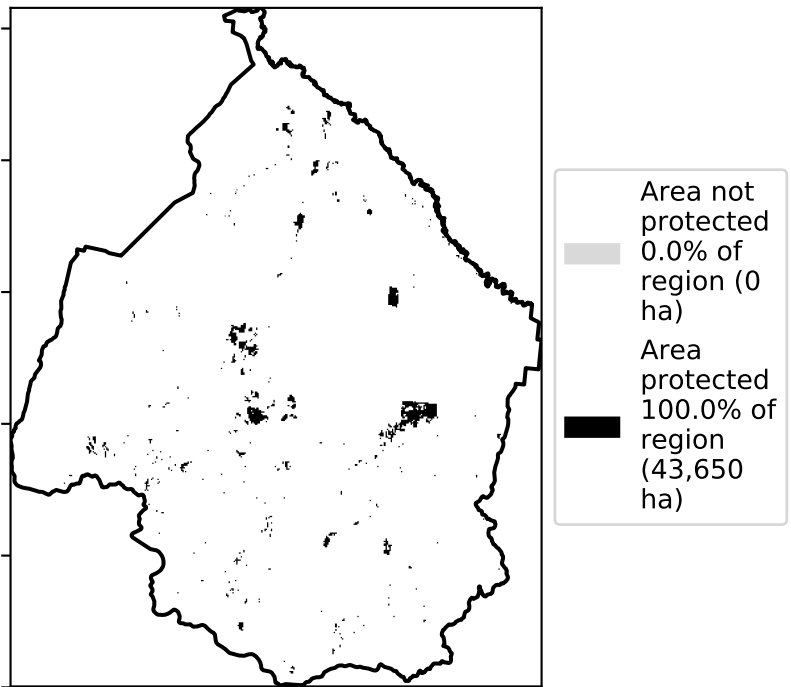 Area not
protected
0.0% of
region (0
ha)
Area
protected
100.0% of
region
(43,650
ha)